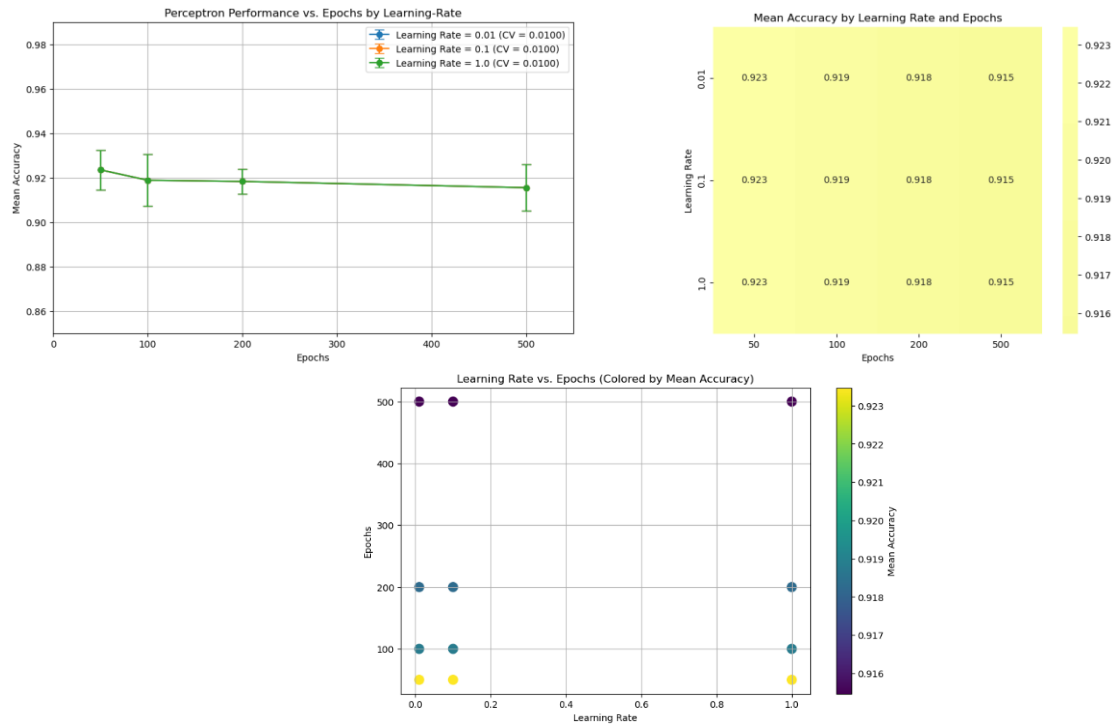 Perceptron Performance vs. Epochs by Learning-Rate
Learning Rate = 0.01 (CV = 0.0100)
Learning Rate = 0.1 (CV = 0.0100)
Learning Rate = 1.0 (CV = 0.0100)
0.98
0.96
0.94
0.92
0.90
0.88
0.86
Mean Accuracy
0 100 200 300 400 500
Epochs
Mean Accuracy by Learning Rate and Epochs
0.01 0.923 0.919 0.918 0.915
0.1 0.923 0.919 0.918 0.915
1.0 0.923 0.919 0.918 0.915
Learning Rate
50 100 200 500
Epochs
0.923
0.922
0.921
0.920
0.919
0.918
0.917
0.916
Learning Rate vs. Epochs (Colored by Mean Accuracy)
500
400
300
200
100
Epochs
0.0 0.2 0.4 0.6 0.8 1.0
Learning Rate
0.923
0.922
0.921
0.920
0.919
0.918
0.917
0.916
Mean Accuracy